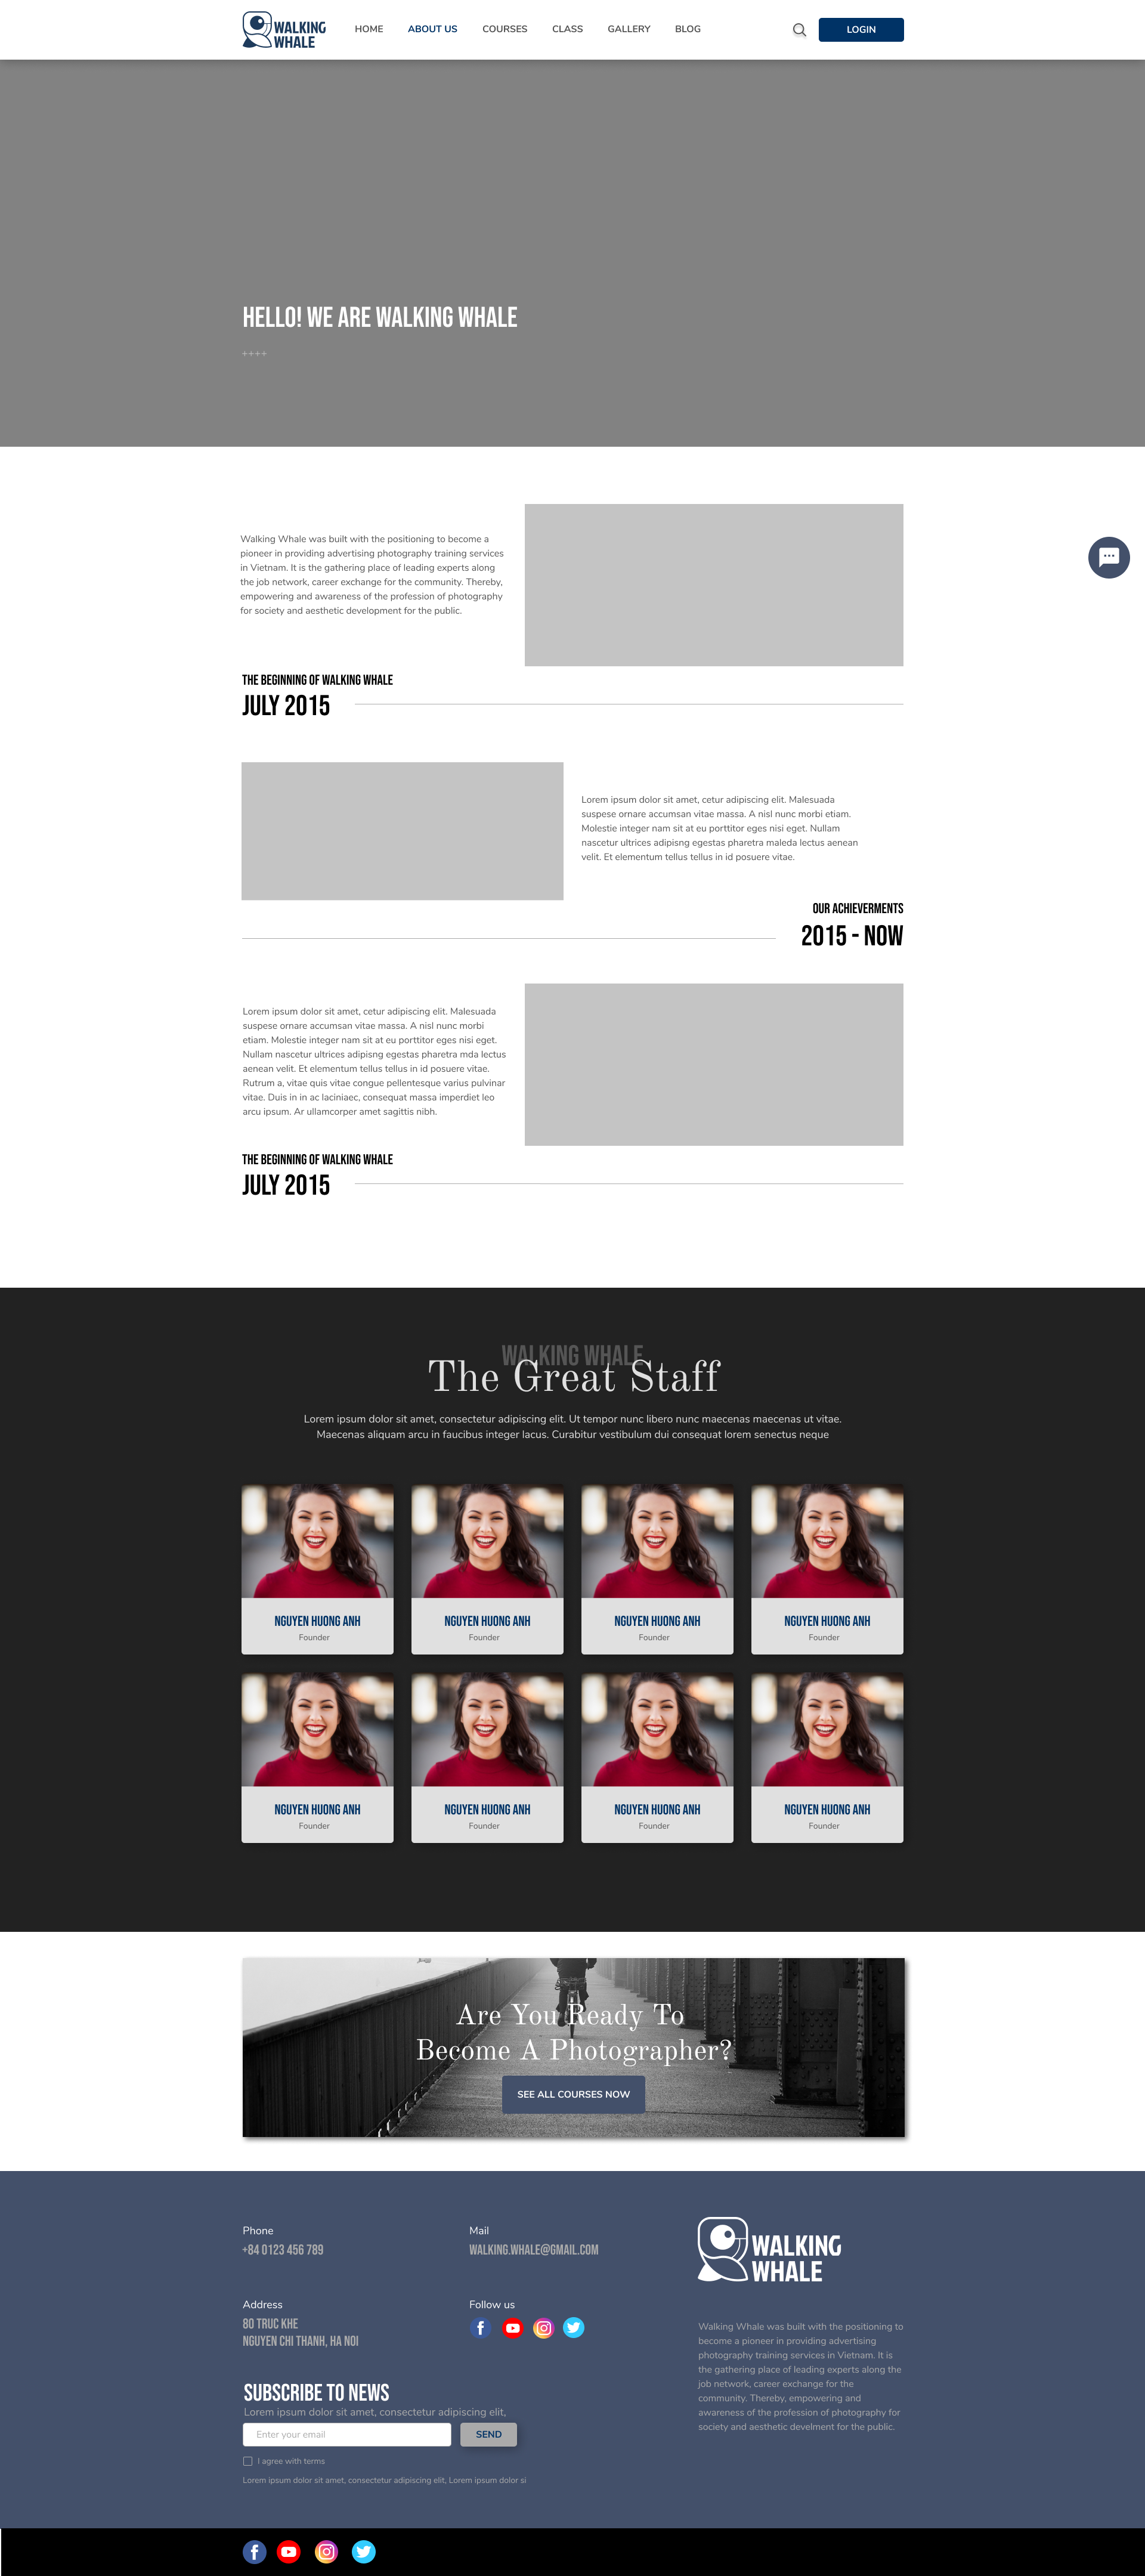 WALKING
WHALE
HOME
ABOUT US
COURSES
CLASS
GALLERY
BLOG
LOGIN
HELLO! WE ARE WALKING WHALE
++++
Walking Whale was built with the positioning to become a
pioneer in providing advertising photography training services
in Vietnam. It is the gathering place of leading experts along
the job network, career exchange for the community. Thereby,
empowering and awareness of the profession of photography
for society and aesthetic development for the public.
THE BEGINNING OF WALKING WHALE
JULY 2015
Lorem ipsum dolor sit amet, cetur adipiscing elit. Malesuada
suspese ornare accumsan vitae massa. A nisl nunc morbi etiam.
Molestie integer nam sit at eu porttitor eges nisi eget. Nullam
nascetur ultrices adipisng egestas pharetra maleda lectus aenean
velit. Et elementum tellus tellus in id posuere vitae.
OUR ACHIEVERMENTS
2015 - NOW
Lorem ipsum dolor sit amet, cetur adipiscing elit. Malesuada
suspese ornare accumsan vitae massa. A nisl nunc morbi
etiam. Molestie integer nam sit at eu porttitor eges nisi eget.
Nullam nascetur ultrices adipisng egestas pharetra mda lectus
aenean velit. Et elementum tellus tellus in id posuere vitae.
Rutrum a, vitae quis vitae congue pellentesque varius pulvinar
vitae. Duis in in ac laciniaec, consequat massa imperdiet leo
arcu ipsum. Ar ullamcorper amet sagittis nibh.
THE BEGINNING OF WALKING WHALE
JULY 2015
WALKING WHALE
The Great Staff
Lorem ipsum dolor sit amet, consectetur adipiscing elit. Ut tempor nunc libero nunc maecenas maecenas ut vitae.
Maecenas aliquam arcu in faucibus integer lacus. Curabitur vestibulum dui consequat lorem senectus neque
NGUYEN HUONG ANH
Founder
NGUYEN HUONG ANH
Founder
NGUYEN HUONG ANH
Founder
NGUYEN HUONG ANH
Founder
NGUYEN HUONG ANH
Founder
NGUYEN HUONG ANH
Founder
NGUYEN HUONG ANH
Founder
NGUYEN HUONG ANH
Founder
Are You Ready To
Become A Photographer?
SEE ALL COURSES NOW
Phone
+84 0123 456 789
Mail
WALKING.WHALE@GMAIL.COM
Address
80 TRUC KHE
NGUYEN CHI THANH, HA NOI
Follow us
WALKING
WHALE
Walking Whale was built with the positioning to
become a pioneer in providing advertising
photography training services in Vietnam. It is
the gathering place of leading experts along the
job network, career exchange for the
community. Thereby, empowering and
awareness of the profession of photography for
society and aesthetic develment for the public.
SUBSCRIBE TO NEWS
Lorem ipsum dolor sit amet, consectetur adipiscing elit,
Enter your email
SEND
I agree with terms
Lorem ipsum dolor sit amet, consectetur adipiscing elit, Lorem ipsum dolor si